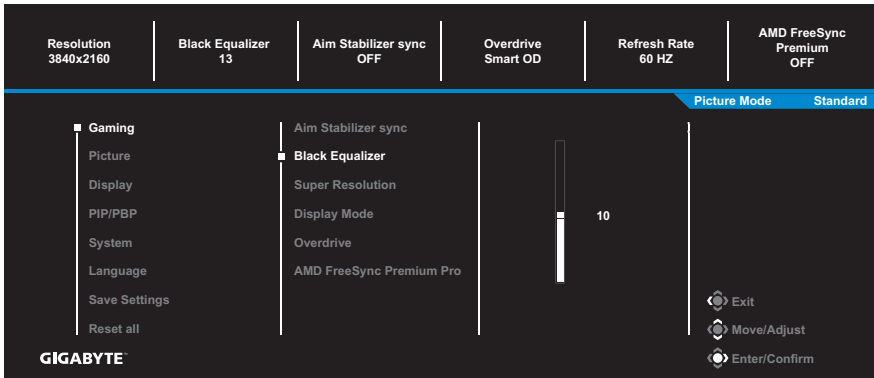 Resolution
3840x2160
Black Equalizer
13
Aim Stabilizer sync
OFF
Overdrive
Smart OD
Refresh Rate
60 HZ
AMD FreeSync
Premium
OFF
Picture Mode Standard
Gaming
Picture
Display
PIP/PBP
System
Language
Save Settings
Reset all
Aim Stabilizer sync
Black Equalizer
Super Resolution
Display Mode
Overdrive
AMD FreeSync Premium Pro
10
Exit
Move/Adjust
Enter/Confirm
GIGABYTE™